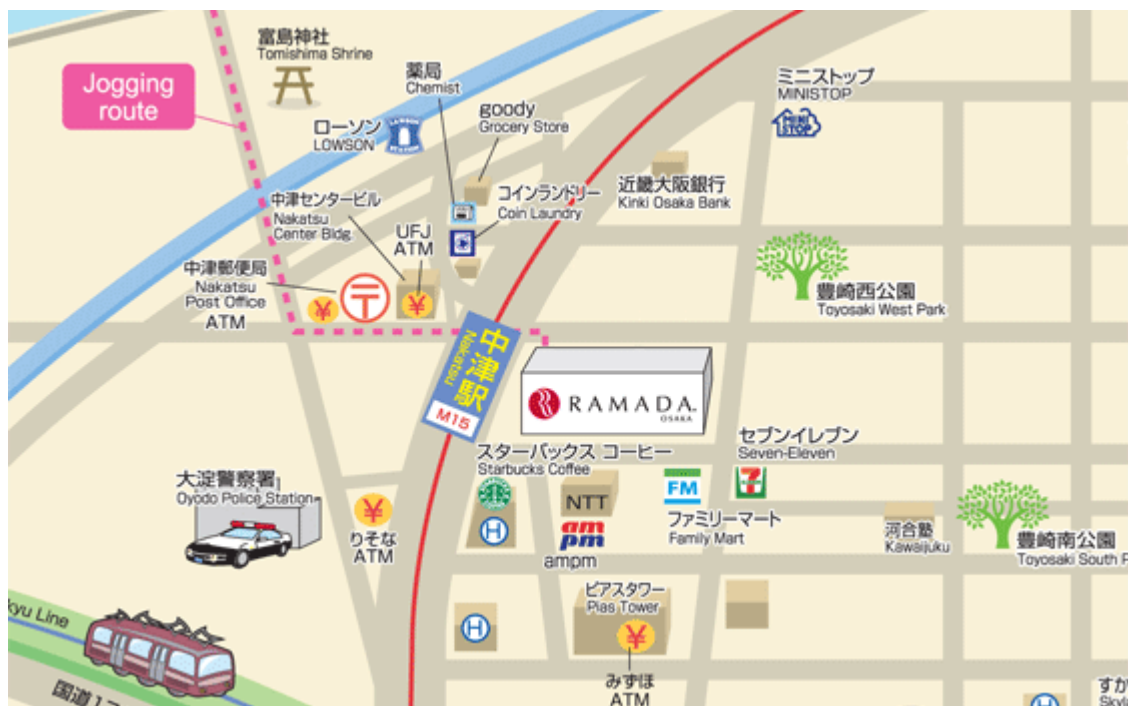 富島神社
Tomishima Shrine
Jogging
route
薬局
Chemist
goody
Grocery Store
ミニストップ
MINISTOP
MINI
STOP
ローソン
LOWSON
近畿大阪銀行
Kinki Osaka Bank
中津センタービル
Nakatsu
Center Bldg.
コインランドリー
Coin Laundry
UFJ
ATM
中津郵便局
Nakatsu
Post Office
ATM
¥
〒
¥
豊崎西公園
Toyosaki West Park
中津駅
Nakatsu
M15
RAMADA
OSAKA
スターバックス コーヒー
Starbucks Coffee
セブンイレブン
Seven-Eleven
大淀警察署
Oyodo Police Station
¥
りそな
ATM
H
NTT
am
pm
ampm
FM
ファミリーマート
Family Mart
7
河合塾
Kawaijuku
豊崎南公園
Toyosaki South P
ピアスタワー
Pias Tower
¥
みずほ
ATM
H
kyu Line
国道17
すか
Skyla
H